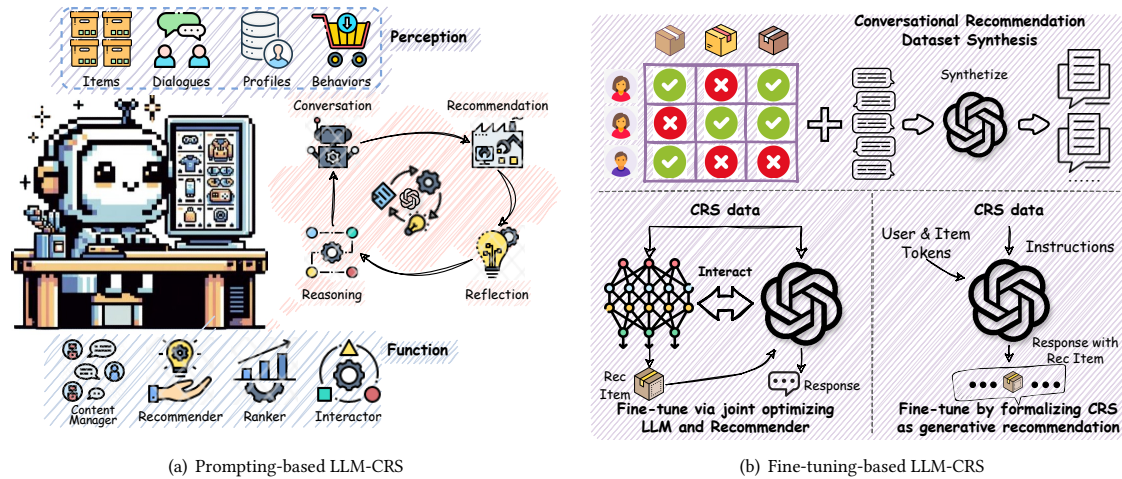 Perception
Items
Dialogues
Profiles
Behaviors
Conversation
Recommendation
Reasoning
Reflection
Function
Content
Manager
Recommender
Ranker
Interactor
(a) Prompting-based LLM-CRS
Conversational Recommendation
Dataset Synthesis
Synthetize
CRS data
Interact
Rec
Item
Response
Fine-tune via joint optimizing
LLM and Recommender
CRS data
User & Item
Tokens
Instructions
Response with
Rec Item
Fine-tune by formalizing CRS
as generative recommendation
(b) Fine-tuning-based LLM-CRS